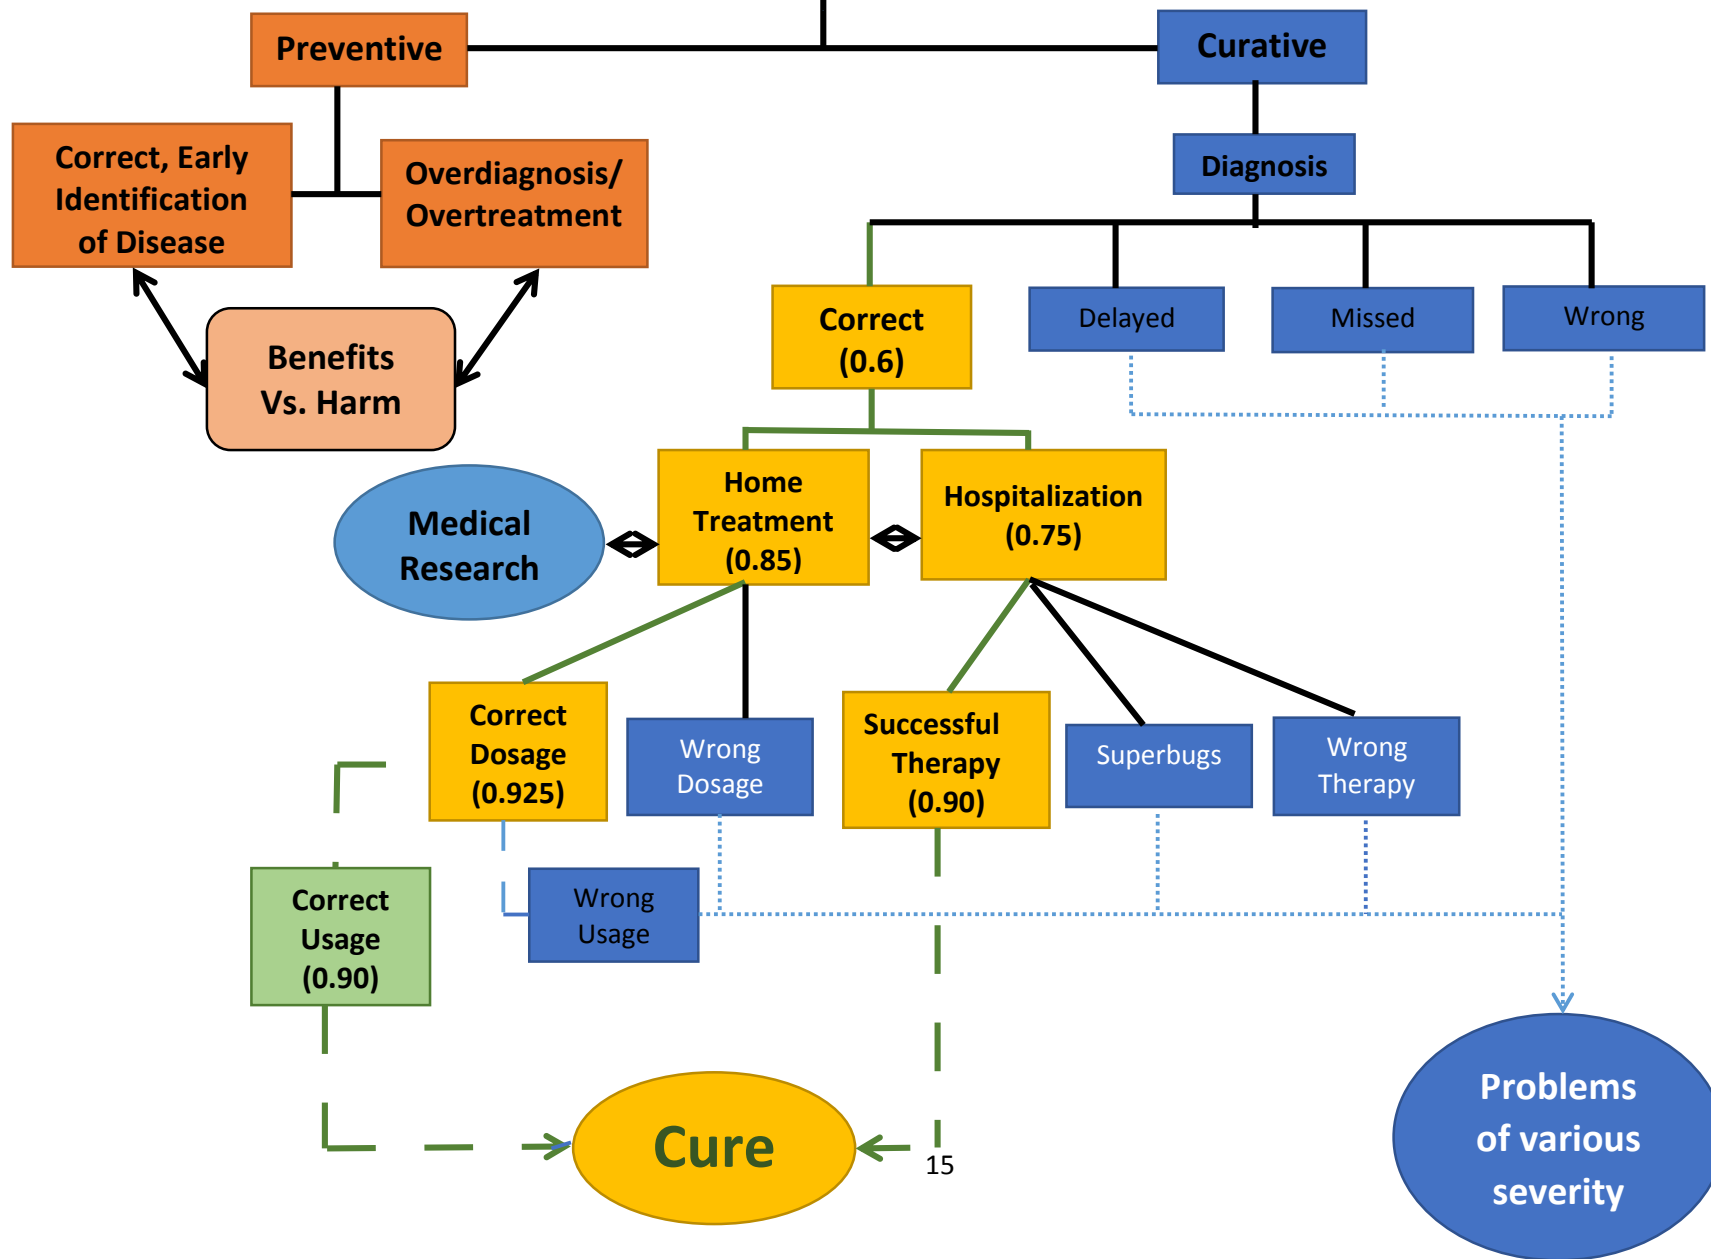 Preventive
Curative
Correct, Early
Identification
of Disease
Overdiagnosis/
Overtreatment
Diagnosis
Benefits
Vs. Harm
Correct
(0.6)
Delayed
Missed
Wrong
Medical
Research
Home
Treatment
(0.85)
Hospitalization
(0.75)
Correct
Dosage
(0.925)
Wrong
Dosage
Successful
Therapy
(0.90)
Superbugs
Wrong
Therapy
Correct
Usage
(0.90)
Wrong
Usage
Cure
15
Problems
of various
severity